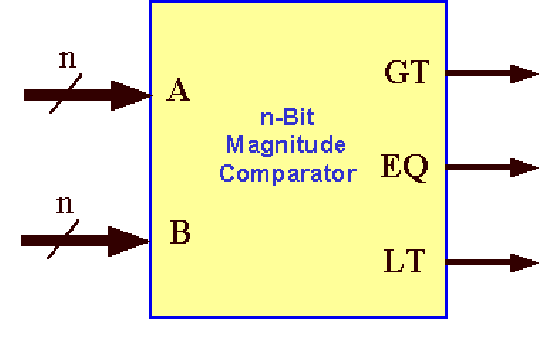 n
A
GT
n-Bit
Magnitude
Comparator
EQ
n
B
LT